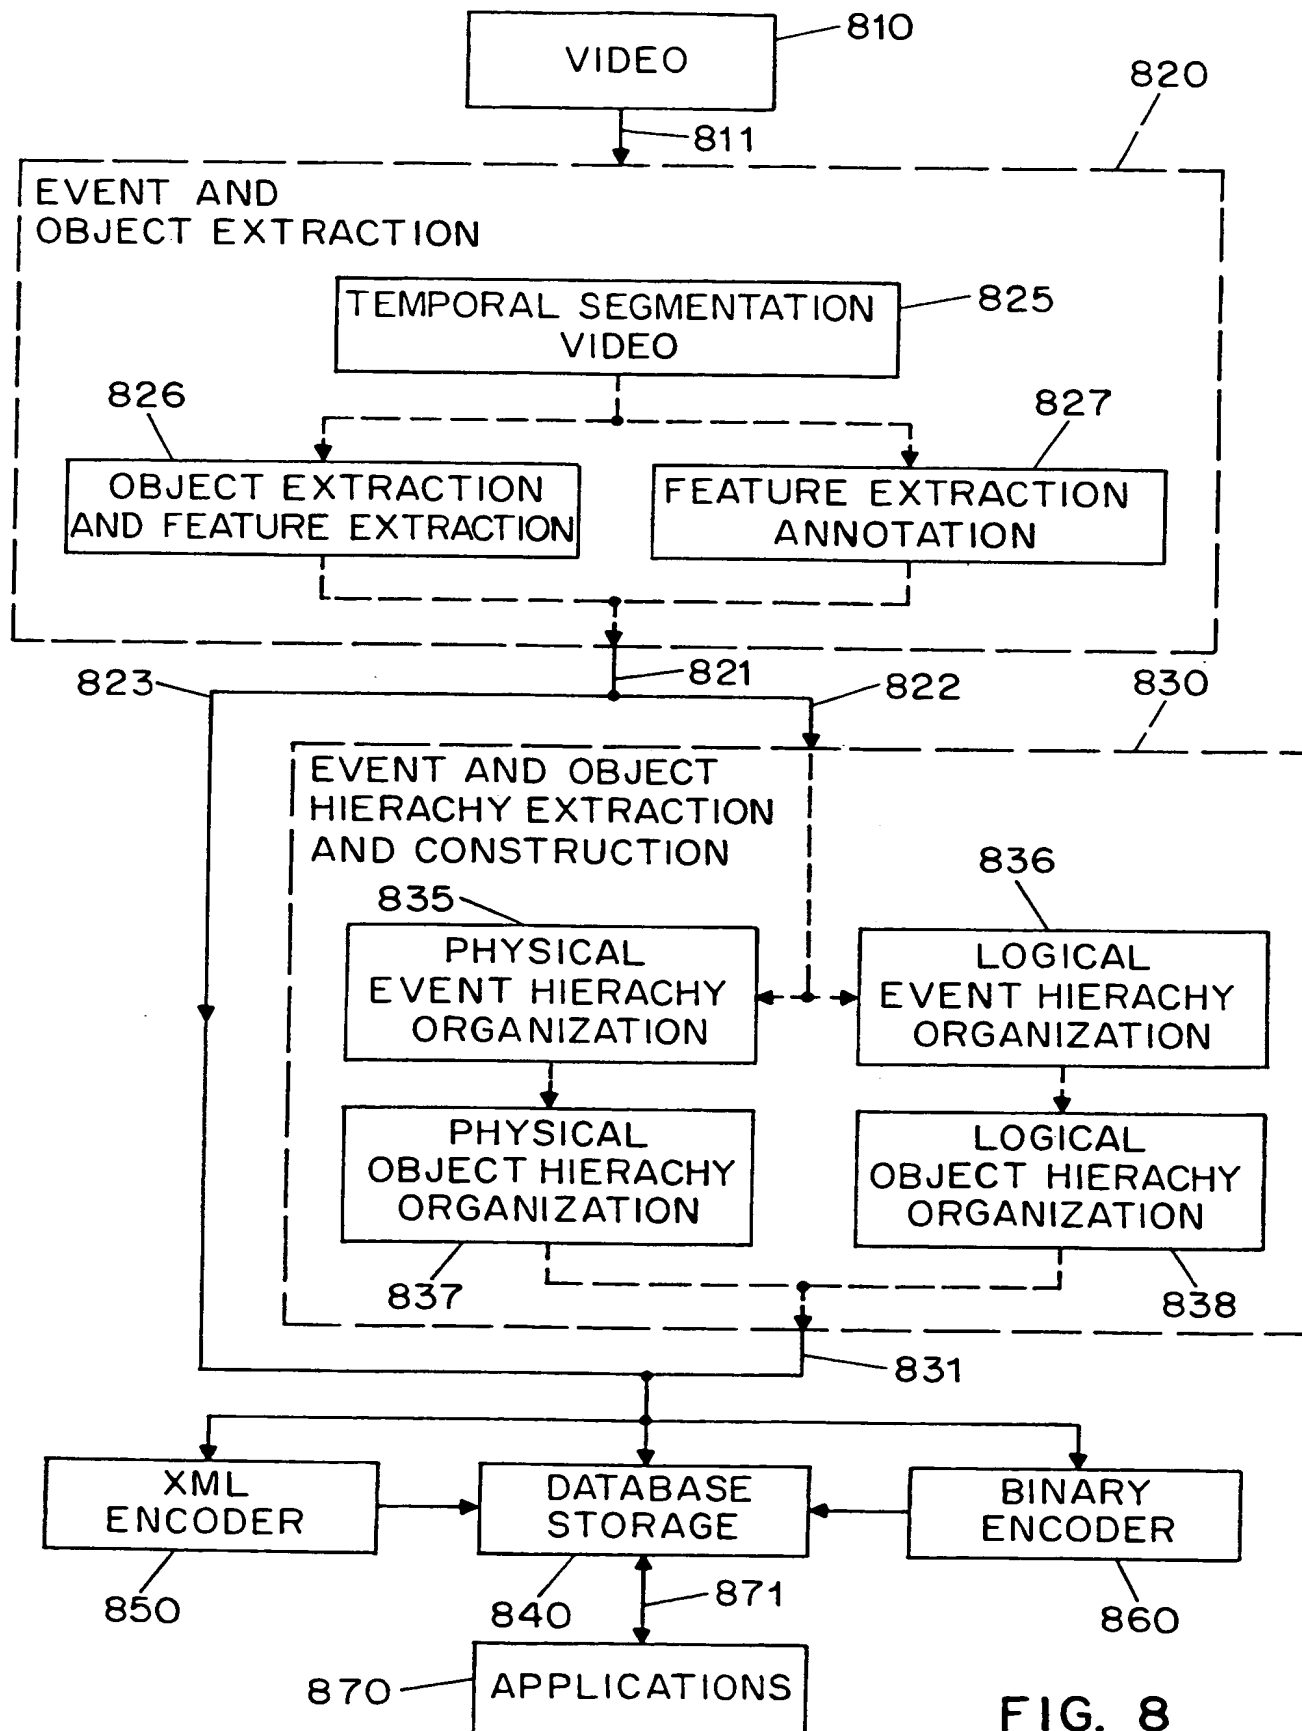 810
VIDEO
820
811
EVENT AND
OBJECT EXTRACTION
TEMPORAL SEGMENTATION
VIDEO
825
826
827
OBJECT EXTRACTION
AND FEATURE EXTRACTION
FEATURE EXTRACTION
ANNOTATION
821
823
822
830
EVENT AND OBJECT
HIERACHY EXTRACTION
AND CONSTRUCTION
835
836
PHYSICAL
EVENT HIERACHY
ORGANIZATION
LOGICAL
EVENT HIERACHY
ORGANIZATION
PHYSICAL
OBJECT HIERACHY
ORGANIZATION
LOGICAL
OBJECT HIERACHY
ORGANIZATION
837
838
831
XML
ENCODER
DATABASE
STORAGE
BINARY
ENCODER
850
840
871
860
870
APPLICATIONS
FIG. 8